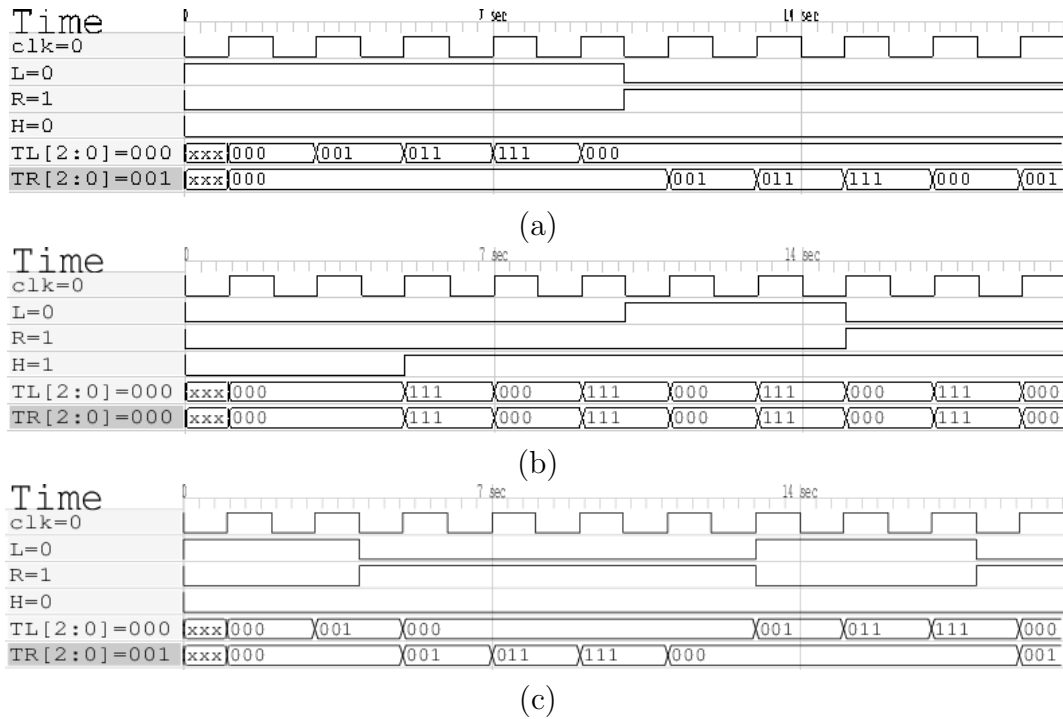 Time 0 7 sec 14 sec
clk=0
L=0
R=1
H=0
TL[2:0]=000 xxx 000 001 011 111 000
TR[2:0]=001 xxx 000 001 011 111 000 001
(a)
Time 0 7 sec 14 sec
clk=0
L=0
R=1
H=1
TL[2:0]=000 xxx 000 111 000 111 000 111 000 111 000
TR[2:0]=000 xxx 000 111 000 111 000 111 000 111 000
(b)
Time 0 7 sec 14 sec
clk=0
L=0
R=1
H=0
TL[2:0]=000 xxx 000 001 000 001 011 111 000
TR[2:0]=001 xxx 000 001 011 111 000 001
(c)